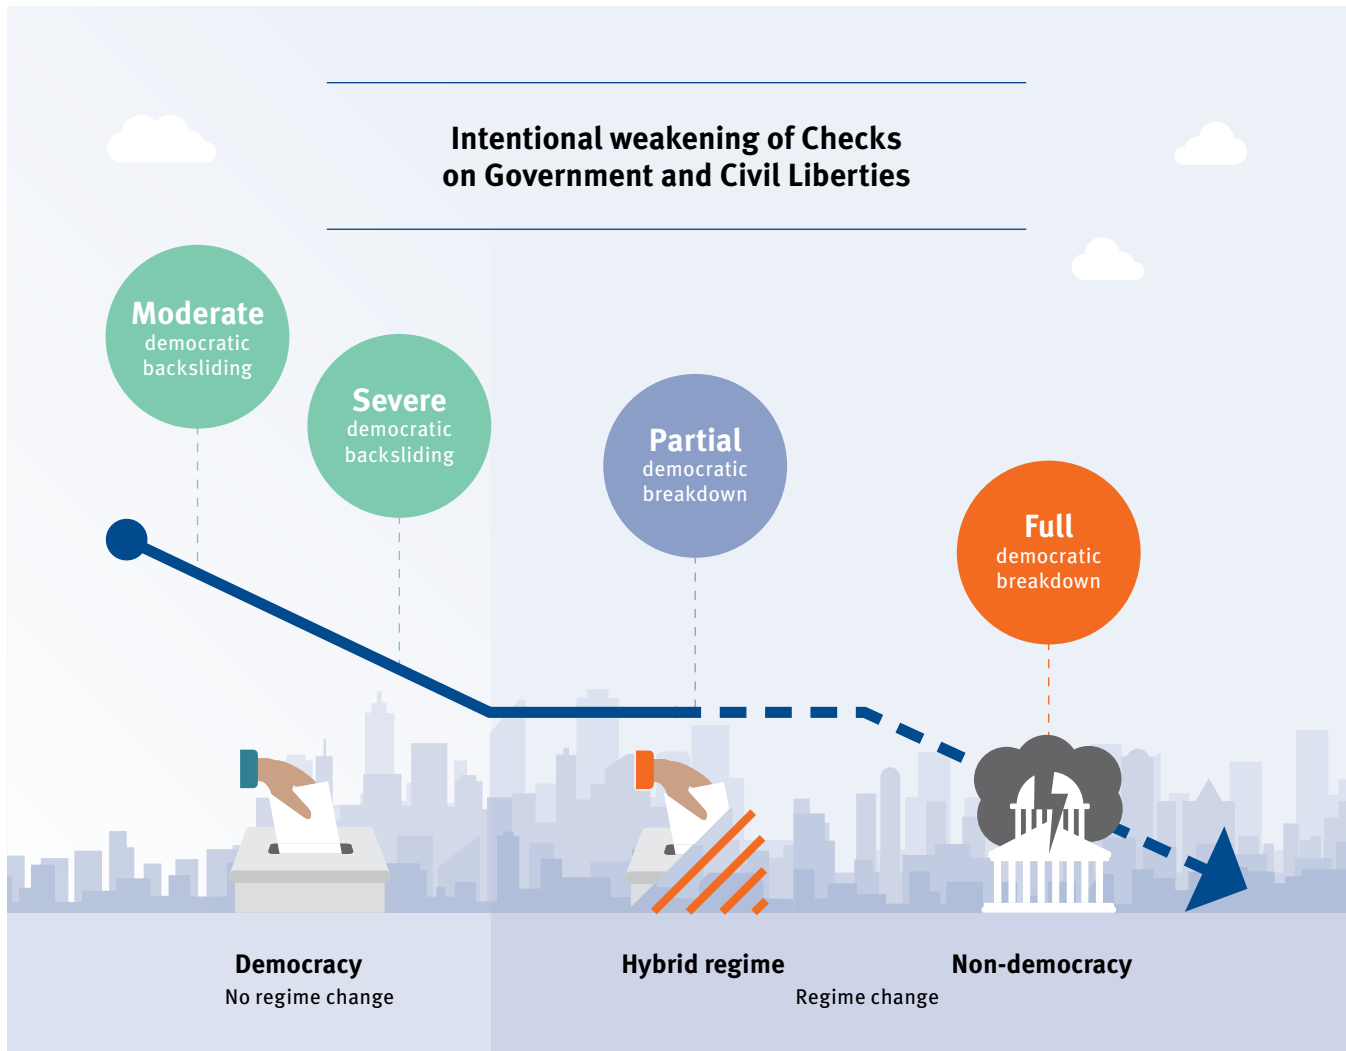 Intentional weakening of Checks
on Government and Civil Liberties
Moderate
democratic
backsliding
Severe
democratic
backsliding
Partial
democratic
breakdown
Full
democratic
breakdown
Democracy
No regime change
Hybrid regime
Non-democracy
Regime change